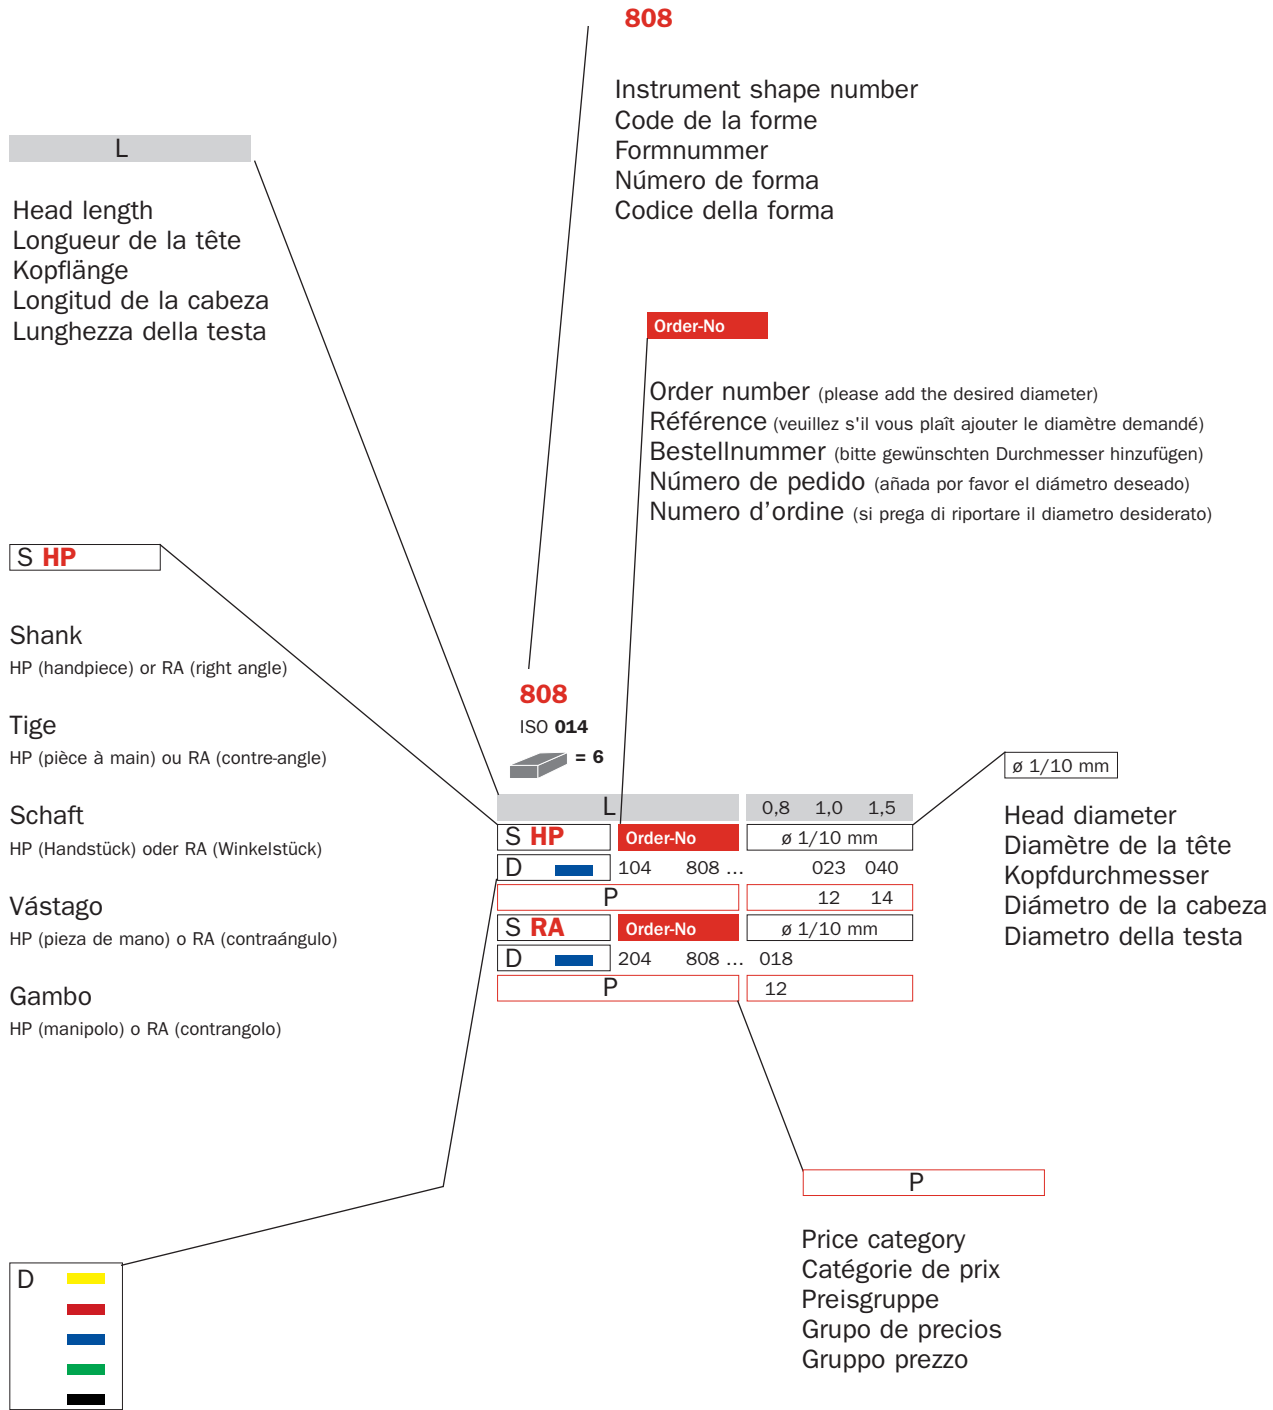 808
Instrument shape number
Code de la forme
Formnummer
Número de forma
Codice della forma
L
Head length
Longueur de la tête
Kopflänge
Longitud de la cabeza
Lunghezza della testa
Order-No
Order number (please add the desired diameter)
Référence (veuillez s'il vous plaît ajouter le diamètre demandé)
Bestellnummer (bitte gewünschten Durchmesser hinzufügen)
Número de pedido (añada por favor el diámetro deseado)
Numero d’ordine (si prega di riportare il diametro desiderato)
S HP
Shank
HP (handpiece) or RA (right angle)
Tige
HP (pièce à main) ou RA (contre-angle)
Schaft
HP (Handstück) oder RA (Winkelstück)
Vástago
HP (pieza de mano) o RA (contraángulo)
Gambo
HP (manipolo) o RA (contrangolo)
808
ISO 014
= 6
L 0,8 1,0 1,5
S HP Order-No ø 1/10 mm
D 104 808 ... 023 040
P 12 14
S RA Order-No ø 1/10 mm
D 204 808 ... 018
P 12
ø 1/10 mm
Head diameter
Diamètre de la tête
Kopfdurchmesser
Diámetro de la cabeza
Diametro della testa
P
Price category
Catégorie de prix
Preisgruppe
Grupo de precios
Gruppo prezzo
D